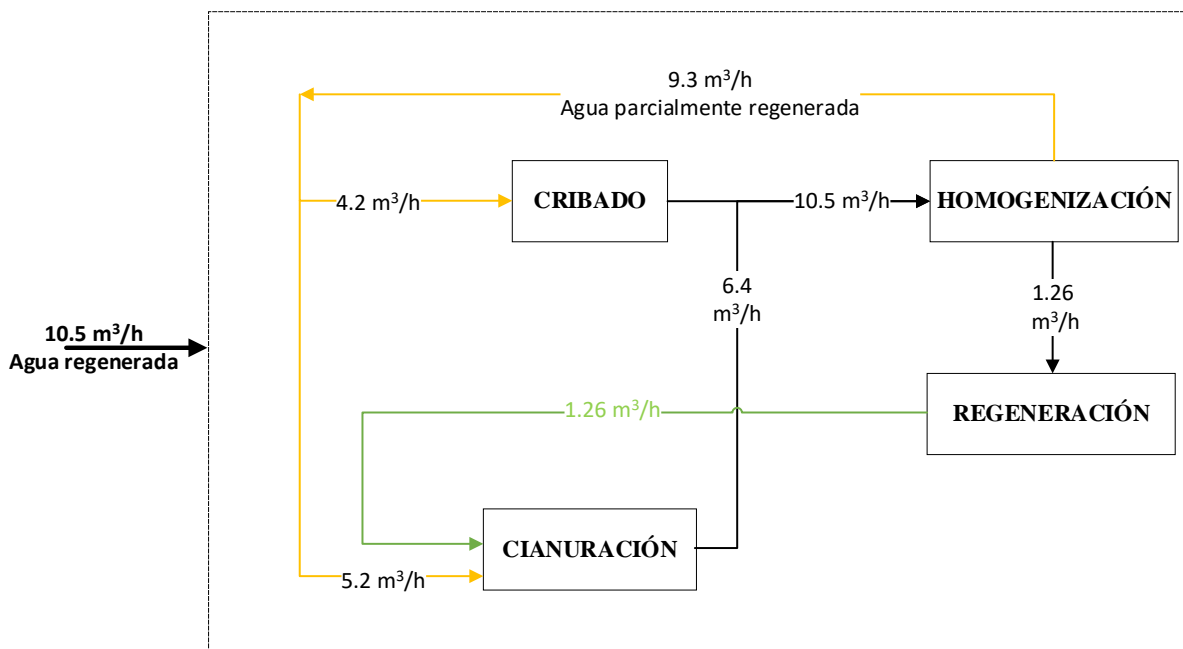 9.3 m³/h
Agua parcialmente regenerada
4.2 m³/h
CRIBADO
10.5 m³/h
HOMOGENIZACIÓN
6.4
m³/h
1.26
m³/h
10.5 m³/h
Agua regenerada
1.26 m³/h
REGENERACIÓN
CIANURACIÓN
5.2 m³/h